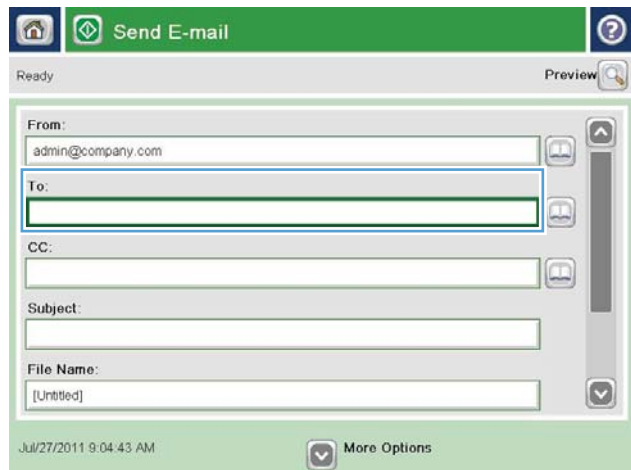 Send E-mail
?
Ready
Preview
From:
admin@company.com
To:
CC:
Subject:
File Name:
[Untitled]
Jul/27/2011 9:04:43 AM
More Options